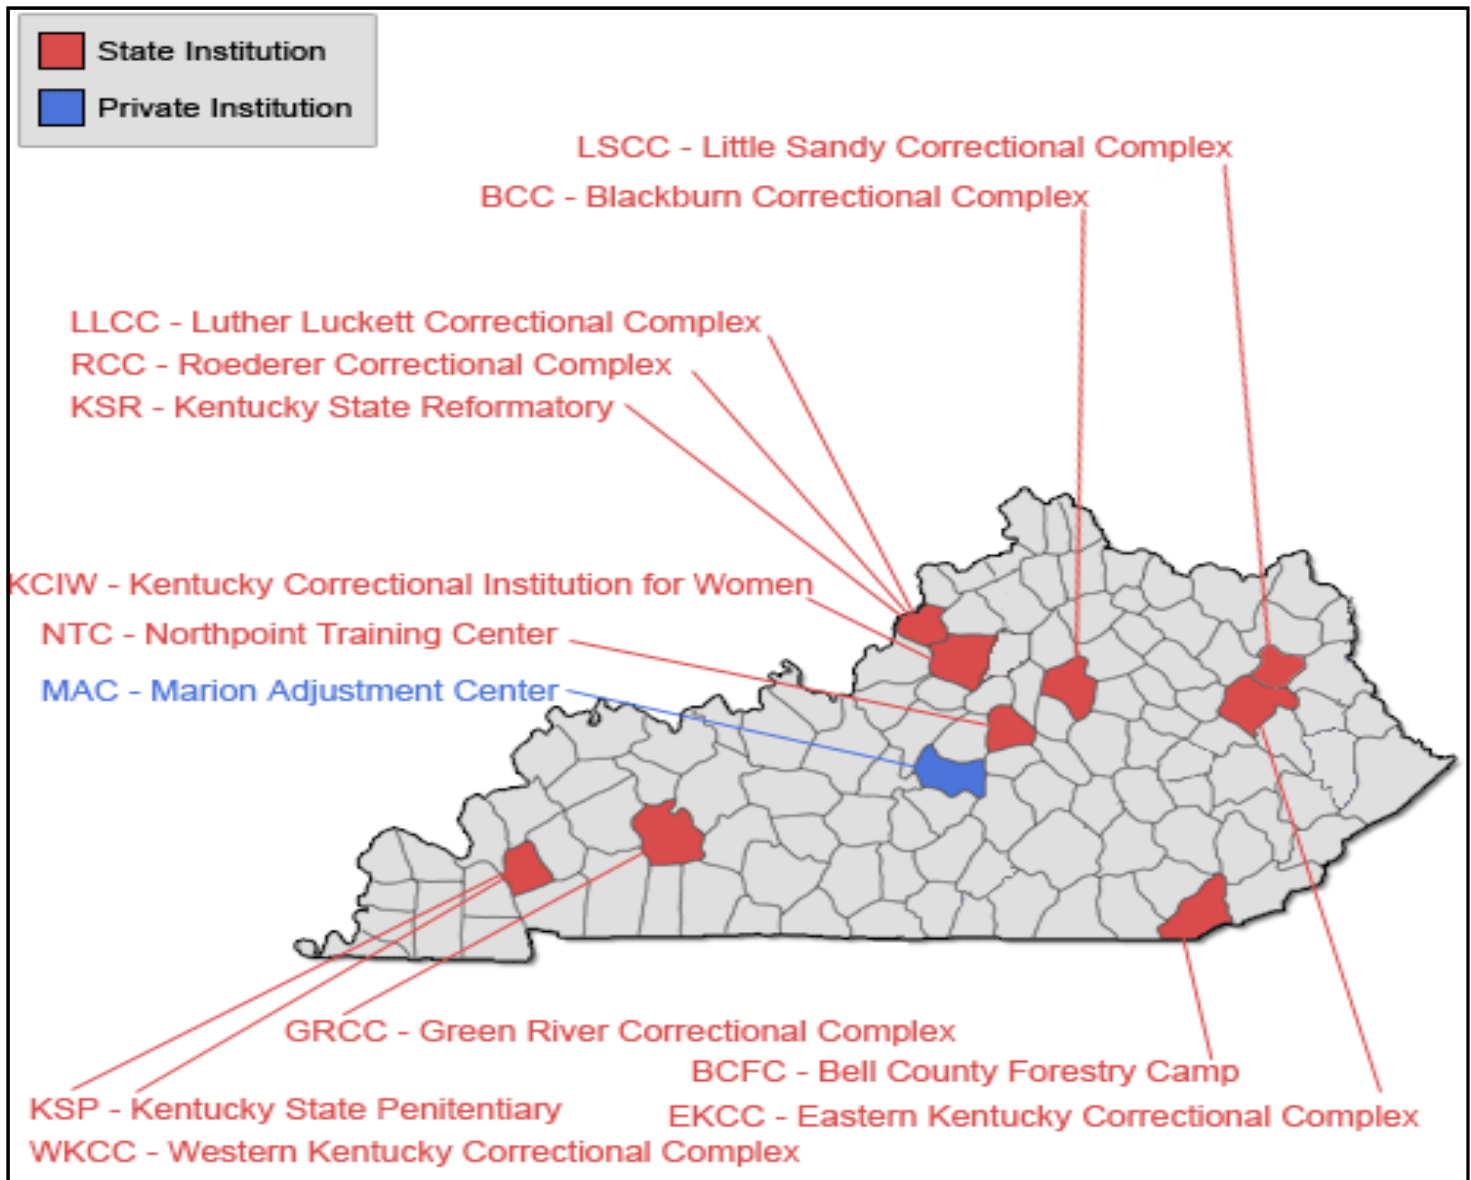 State Institution
Private Institution
LSCC - Little Sandy Correctional Complex
BCC - Blackburn Correctional Complex
LLCC - Luther Luckett Correctional Complex
RCC - Roederer Correctional Complex
KSR - Kentucky State Reformatory
KCIW - Kentucky Correctional Institution for Women
NTC - Northpoint Training Center
MAC - Marion Adjustment Center
GRCC - Green River Correctional Complex
BCFC - Bell County Forestry Camp
KSP - Kentucky State Penitentiary
EKCC - Eastern Kentucky Correctional Complex
WKCC - Western Kentucky Correctional Complex